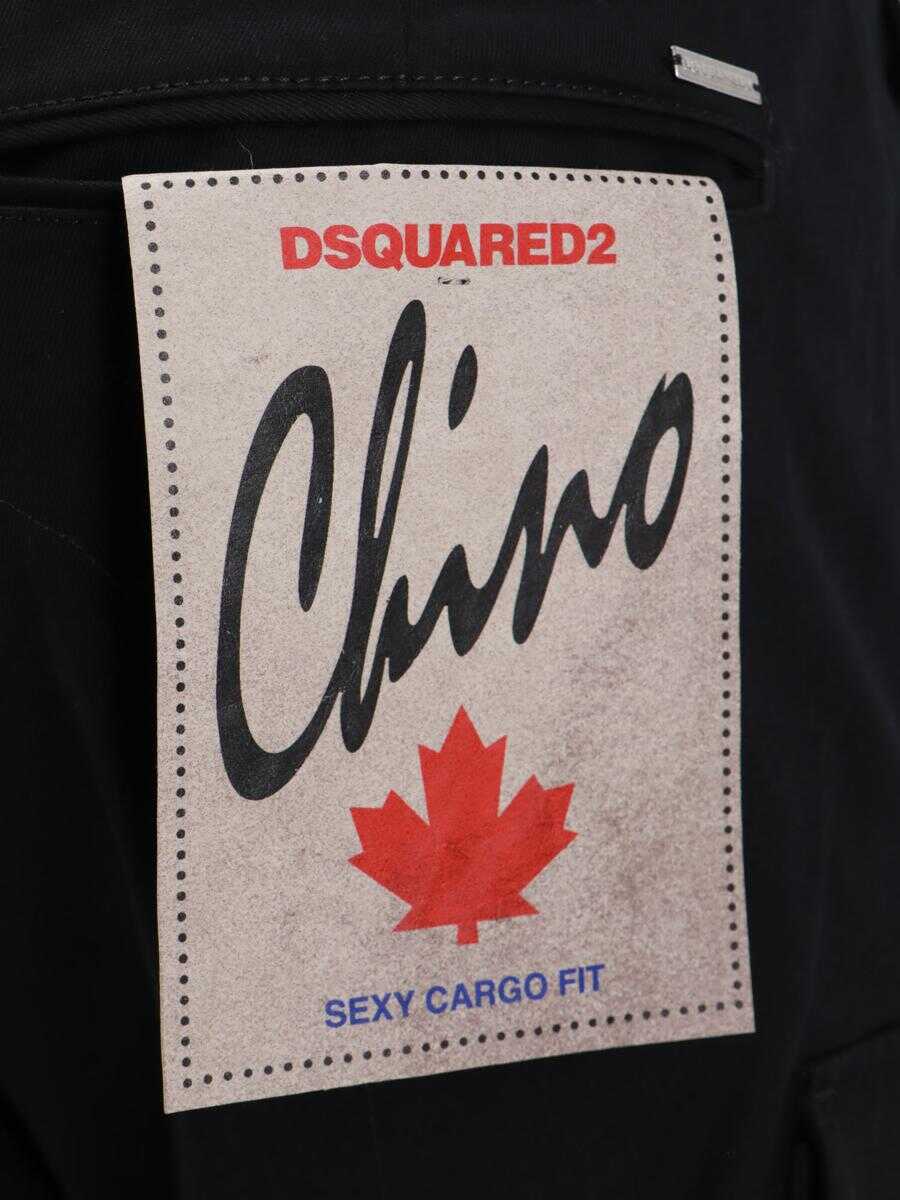 DSQUARED2
Chino
SEXY CARGO FIT